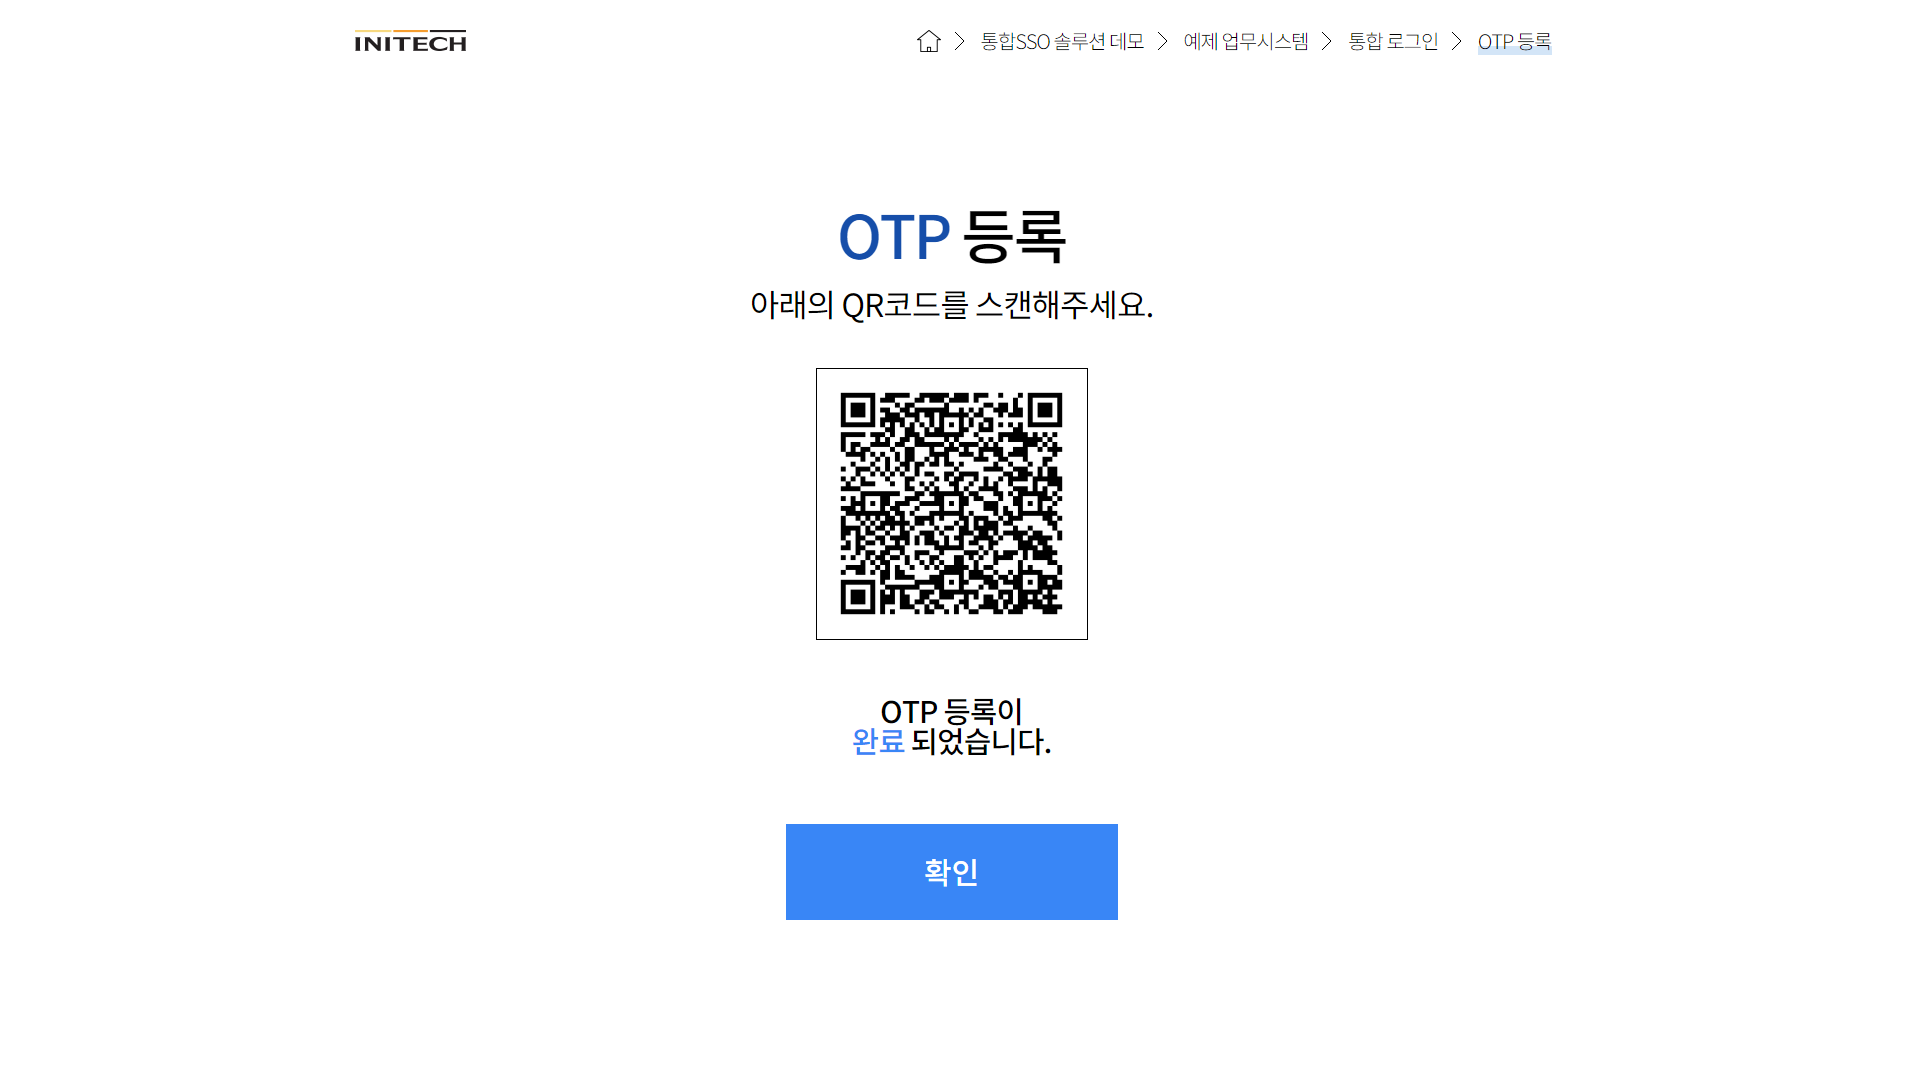 INITECH
통합SSO 솔루션 데모
예제 업무시스템
통합 로그인
OTP 등록
OTP 등록
아래의 QR코드를 스캔해주세요.
OTP 등록이
완료 되었습니다.
확인